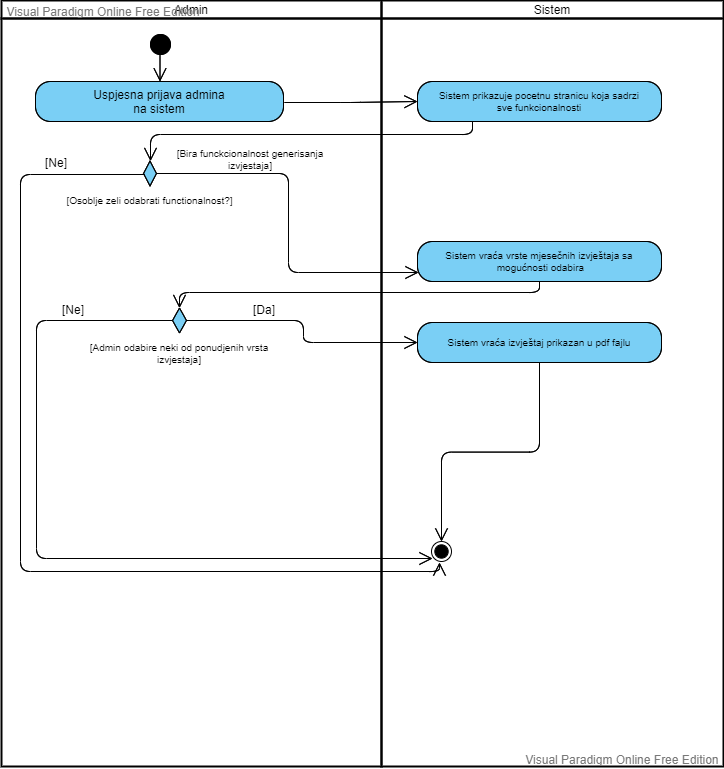 Visual Paradigm Online Free Edition
Admin
Sistem
Uspjesna prijava admina
na sistem
Sistem prikazuje pocetnu stranicu koja sadrzi
sve funkcionalnosti
[Ne]
[Bira funckcionalnost generisanja
izvjestaja]
[Osoblje zeli odabrati functionalnost?]
Sistem vraća vrste mjesečnih izvještaja sa
mogućnosti odabira
[Ne]
[Da]
[Admin odabire neki od ponudjenih vrsta
izvjestaja]
Sistem vraća izvještaj prikazan u pdf fajlu
Visual Paradigm Online Free Edition